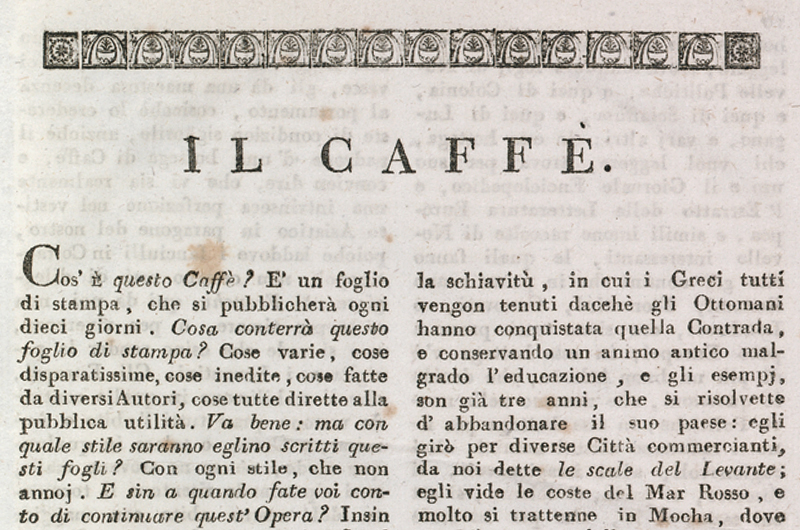 IL CAFFÈ.
Cos' è questo Caffè? E' un foglio
di stampa, che si pubblicherà ogni
dieci giorni. Cosa conterrà questo
foglio di stampa? Cose varie, cose
disparatissime, cose inedite, cose fatte
da diversi Autori, cose tutte dirette alla
pubblica utilità. Va bene: ma con
quale stile saranno eglino scritti que-
sti fogli? Con ogni stile, che non
annoj. E sin a quando fate voi con-
to di continuare quest' Opera? Insin
la schiavitù, in cui i Greci tutti
vengon tenuti dacchè gli Ottomani
hanno conquistata quella Contrada,
e conservando un animo antico mal-
grado l'educazione, e gli esempj,
son già tre anni, che si risolvette
d' abbandonare il suo paese: egli
girò per diverse Città commercianti,
da noi dette le scale del Levante;
egli vide le coste del Mar Rosso, e
molto si trattenne in Mocha, dove